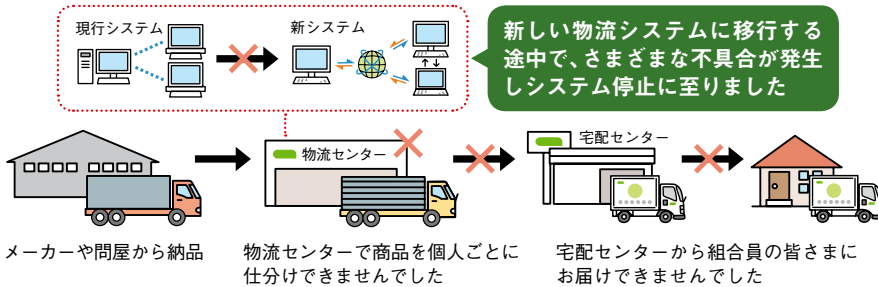 現行システム
新システム
新しい物流システムに移行する
途中で、さまざまな不具合が発生
しシステム停止に至りました
物流センター
宅配センター
メーカーや問屋から納品
物流センターで商品を個人ごとに
仕分けできませんでした
宅配センターから組合員の皆さまに
お届けできませんでした